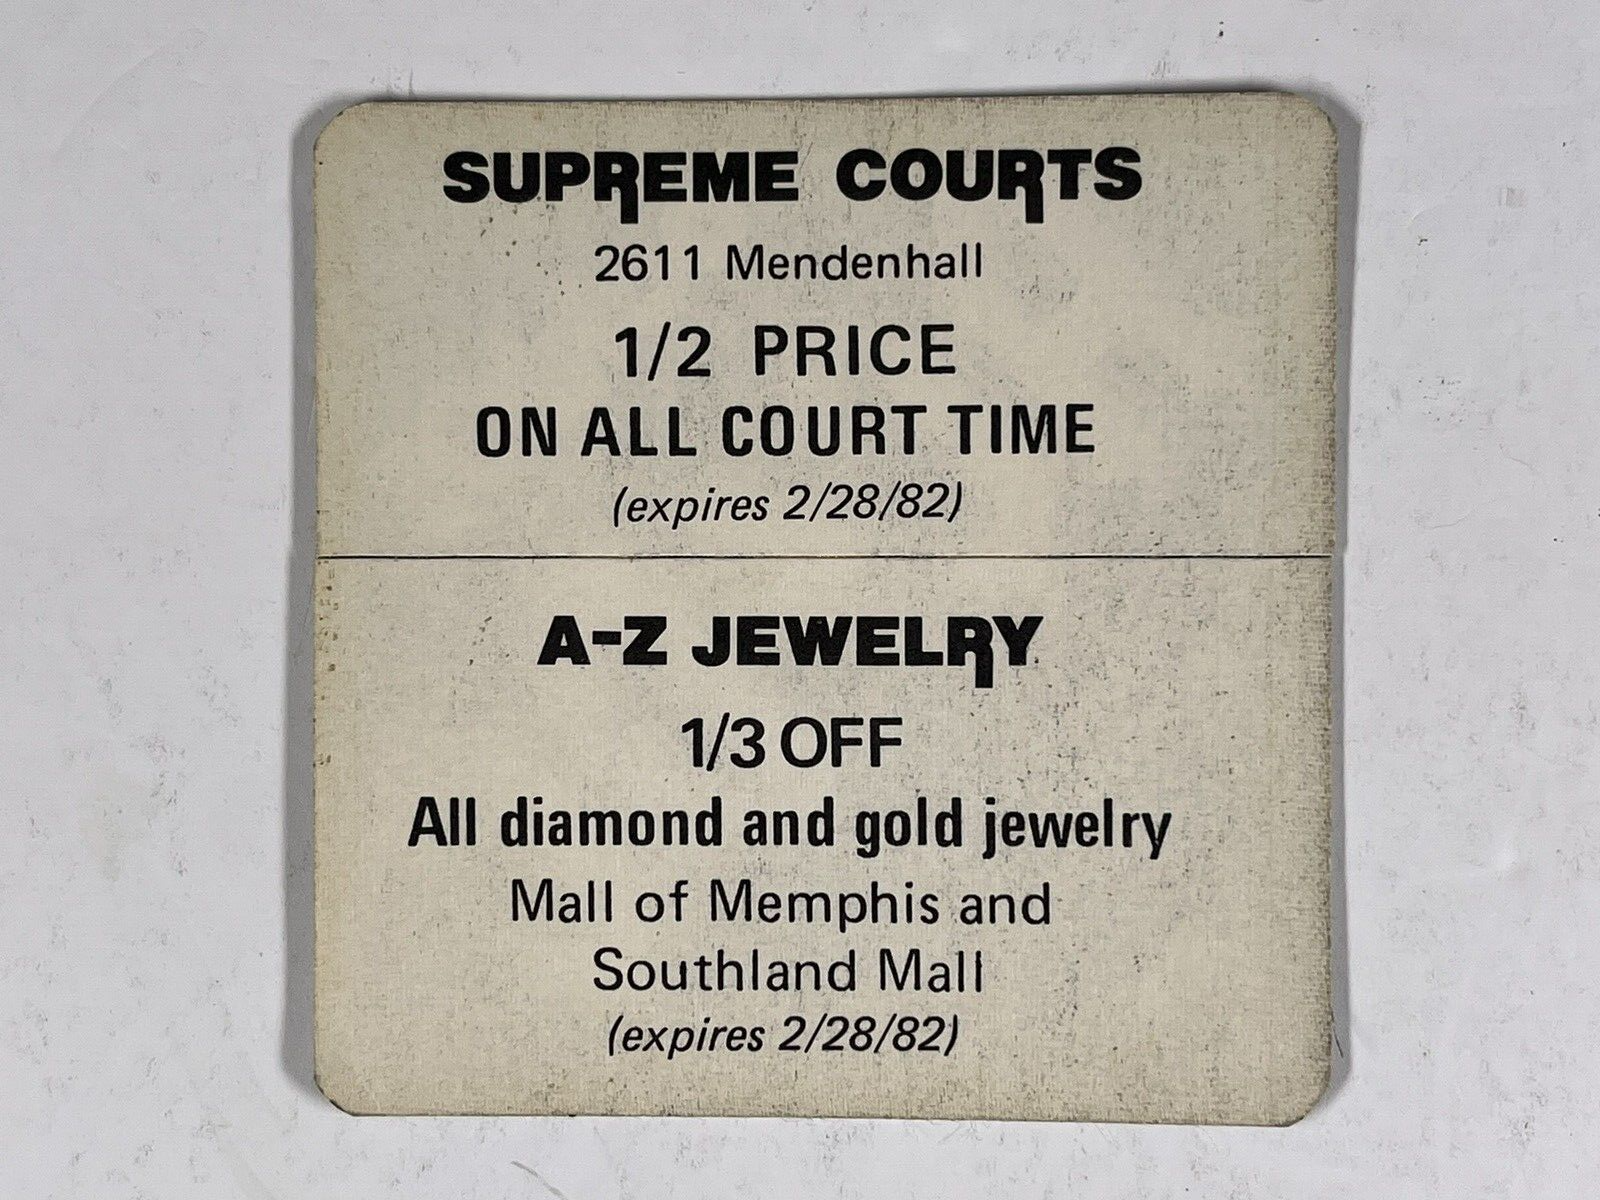 SUPREME COURTS
2611 Mendenhall
1/2 PRICE
ON ALL COURT TIME
(expires 2/28/82)
A-Z JEWELRY
1/3 OFF
All diamond and gold jewelry
Mall of Memphis and
Southland Mall
(expires 2/28/82)